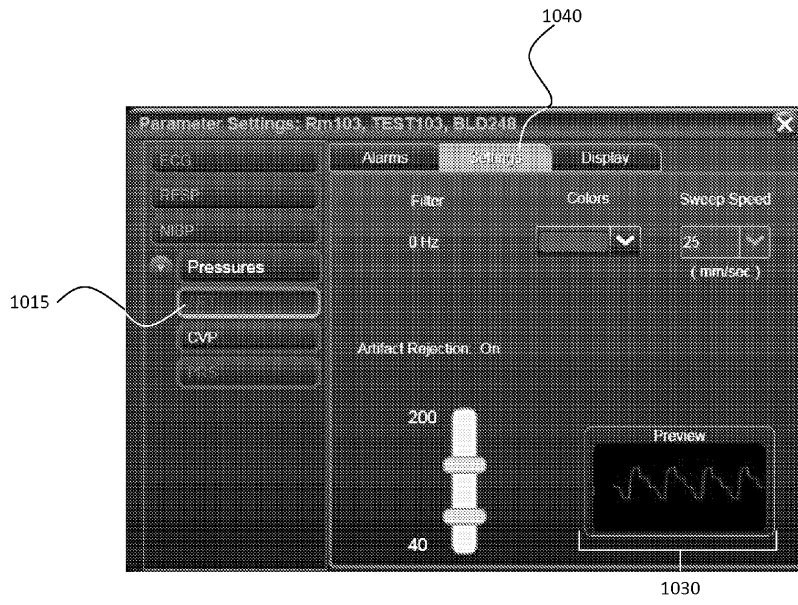 1040
Parameter Settings: Rm103, TEST103, BLD248
ECG
RESP
NIBP
Pressures
CVP
Alarms
Settings
Display
Filter
Colors
Sweep Speed
0 Hz
25
( mm/sec )
1015
Artifact Rejection: On
200
40
Preview
1030